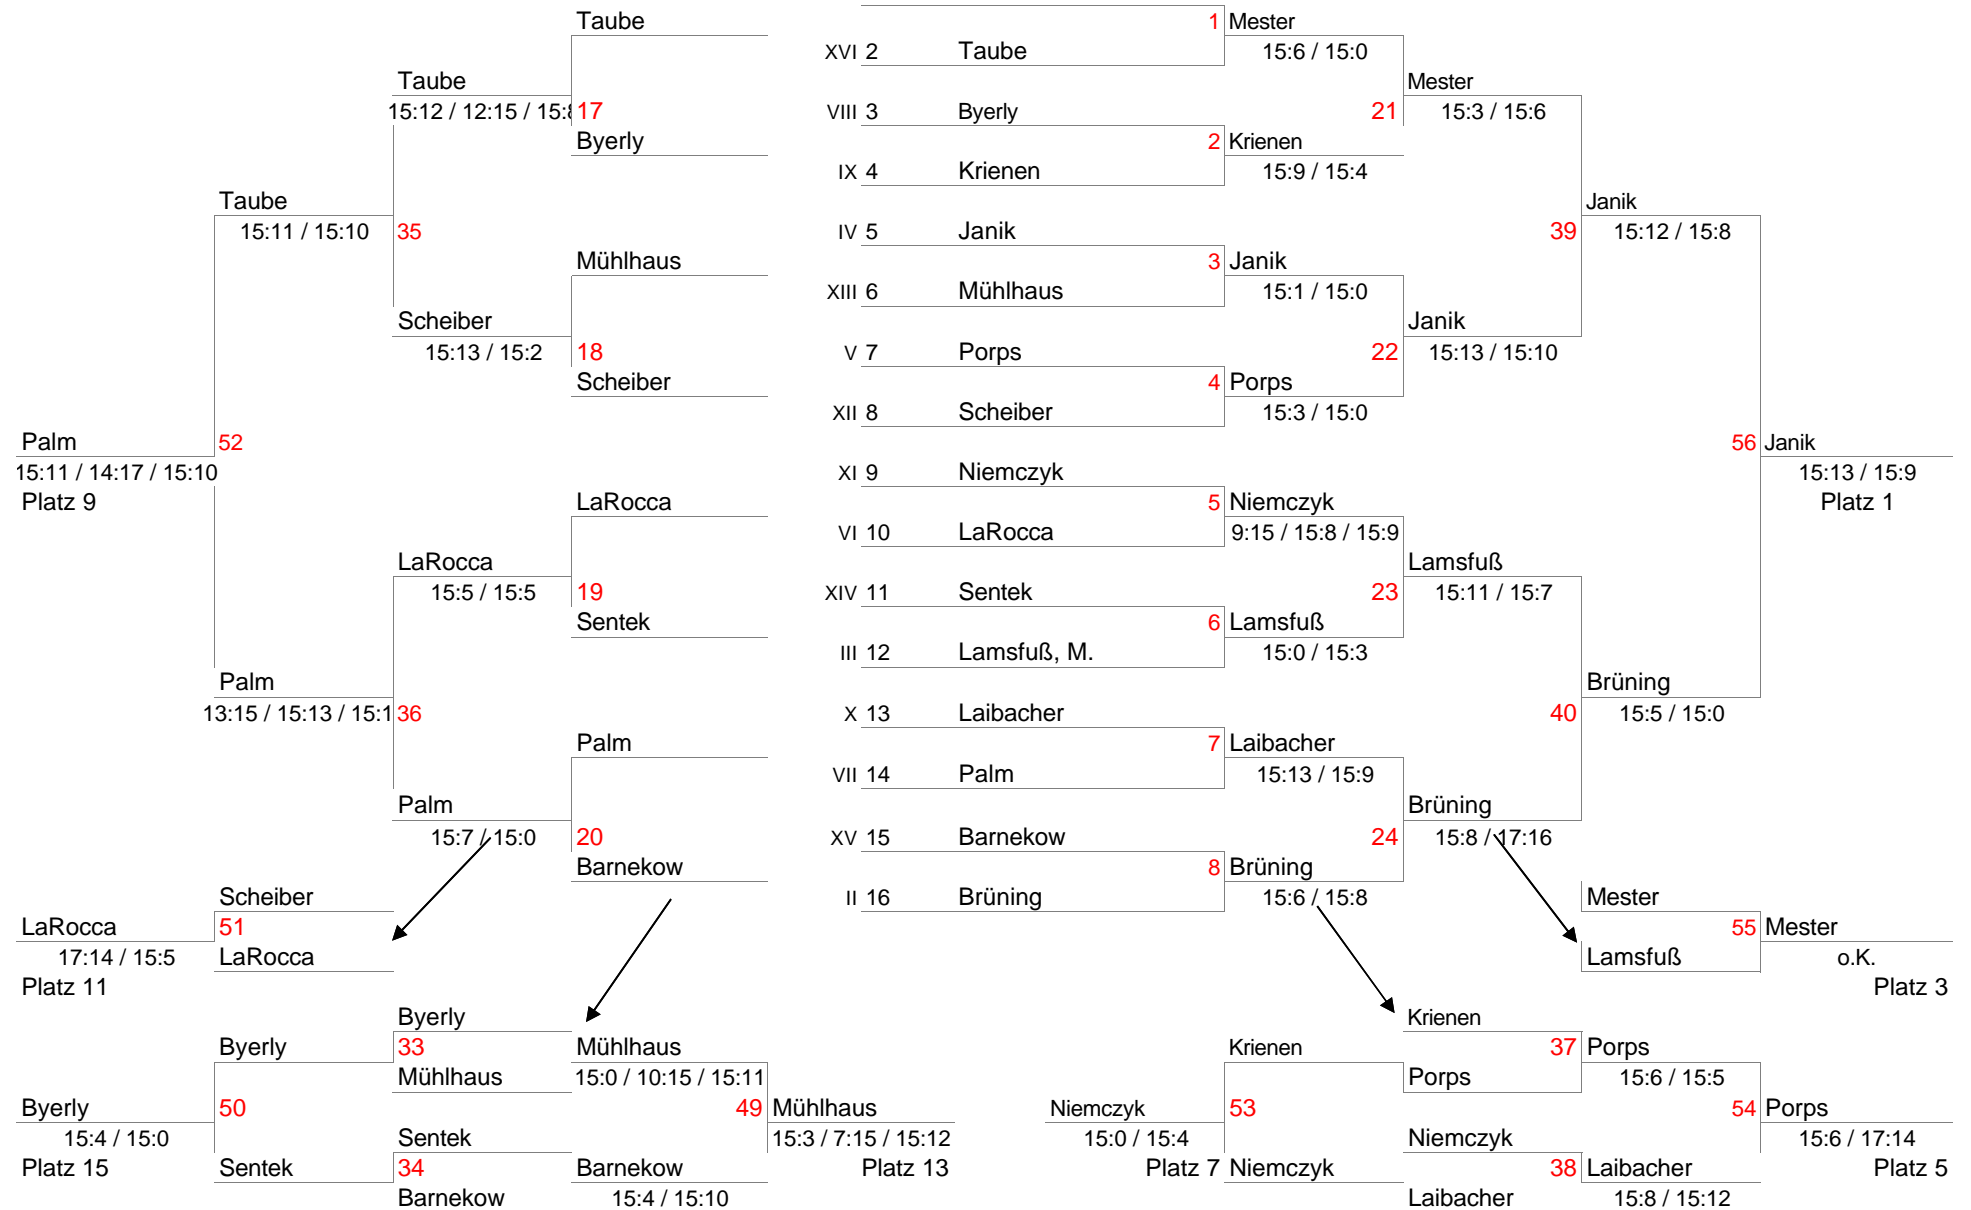 Taube
1 Mester
XVI 2 Taube 15:6 / 15:0
Taube Mester
15:12 / 12:15 / 15:8 17 VIII 3 Byerly 21 15:3 / 15:6
Byerly 2 Krienen
IX 4 Krienen 15:9 / 15:4
Taube Janik
15:11 / 15:10 35 IV 5 Janik 39 15:12 / 15:8
Mühlhaus 3 Janik
XIII 6 Mühlhaus 15:1 / 15:0
Scheiber Janik
15:13 / 15:2 18 V 7 Porps 22 15:13 / 15:10
Scheiber 4 Porps
XII 8 Scheiber 15:3 / 15:0
Palm 52 56 Janik
15:11 / 14:17 / 15:10 XI 9 Niemczyk 15:13 / 15:9
Platz 9 LaRocca 5 Niemczyk Platz 1
VI 10 LaRocca 9:15 / 15:8 / 15:9
LaRocca Lamsfuß
15:5 / 15:5 19 XIV 11 Sentek 23 15:11 / 15:7
Sentek 6 Lamsfuß
III 12 Lamsfuß, M. 15:0 / 15:3
Palm Brüning
13:15 / 15:13 / 15:1 36 X 13 Laibacher 40 15:5 / 15:0
Palm 7 Laibacher
VII 14 Palm 15:13 / 15:9
Palm Brüning
15:7 / 15:0 20 XV 15 Barnekow 24 15:8 / 17:16
Barnekow 8 Brüning
Scheiber II 16 Brüning 15:6 / 15:8 Mester
LaRocca 51 55 Mester
17:14 / 15:5 LaRocca Lamsfuß o.K.
Platz 11 Platz 3
Byerly Krienen
Byerly 33 Mühlhaus Krienen 37 Porps
Mühlhaus 15:0 / 10:15 / 15:11 Porps 15:6 / 15:5
Byerly 50 49 Mühlhaus Niemczyk 53 54 Porps
15:4 / 15:0 Sentek 15:3 / 7:15 / 15:12 15:0 / 15:4 Niemczyk 15:6 / 17:14
Platz 15 Sentek 34 Barnekow Platz 13 Platz 7 Niemczyk 38 Laibacher Platz 5
Barnekow 15:4 / 15:10 Laibacher 15:8 / 15:12